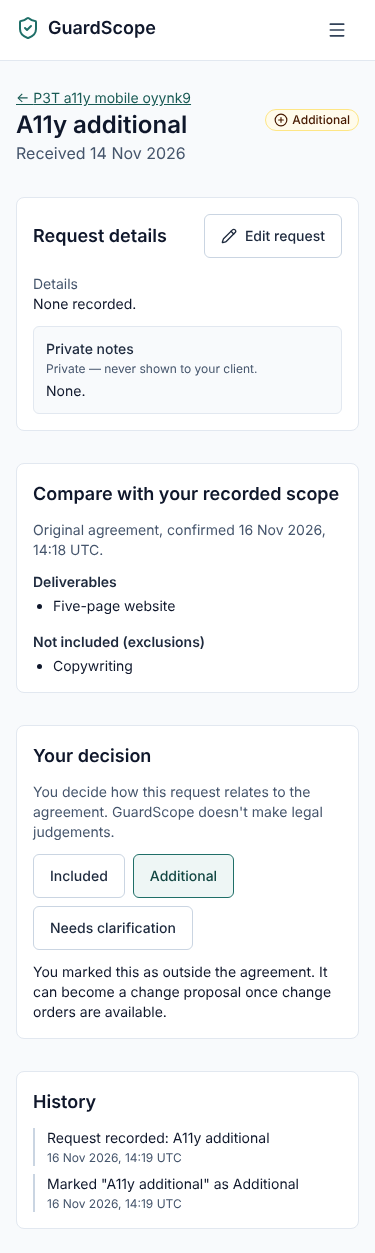 GuardScope
← P3T a11y mobile oyynk9
A11y additional
Additional
Received 14 Nov 2026
Request details
Edit request
Details
None recorded.
Private notes
Private — never shown to your client.
None.
Compare with your recorded scope
Original agreement, confirmed 16 Nov 2026,
14:18 UTC.
Deliverables
• Five-page website
Not included (exclusions)
• Copywriting
Your decision
You decide how this request relates to the
agreement. GuardScope doesn't make legal
judgements.
Included
Additional
Needs clarification
You marked this as outside the agreement. It
can become a change proposal once change
orders are available.
History
Request recorded: A11y additional
16 Nov 2026, 14:19 UTC
Marked "A11y additional" as Additional
16 Nov 2026, 14:19 UTC